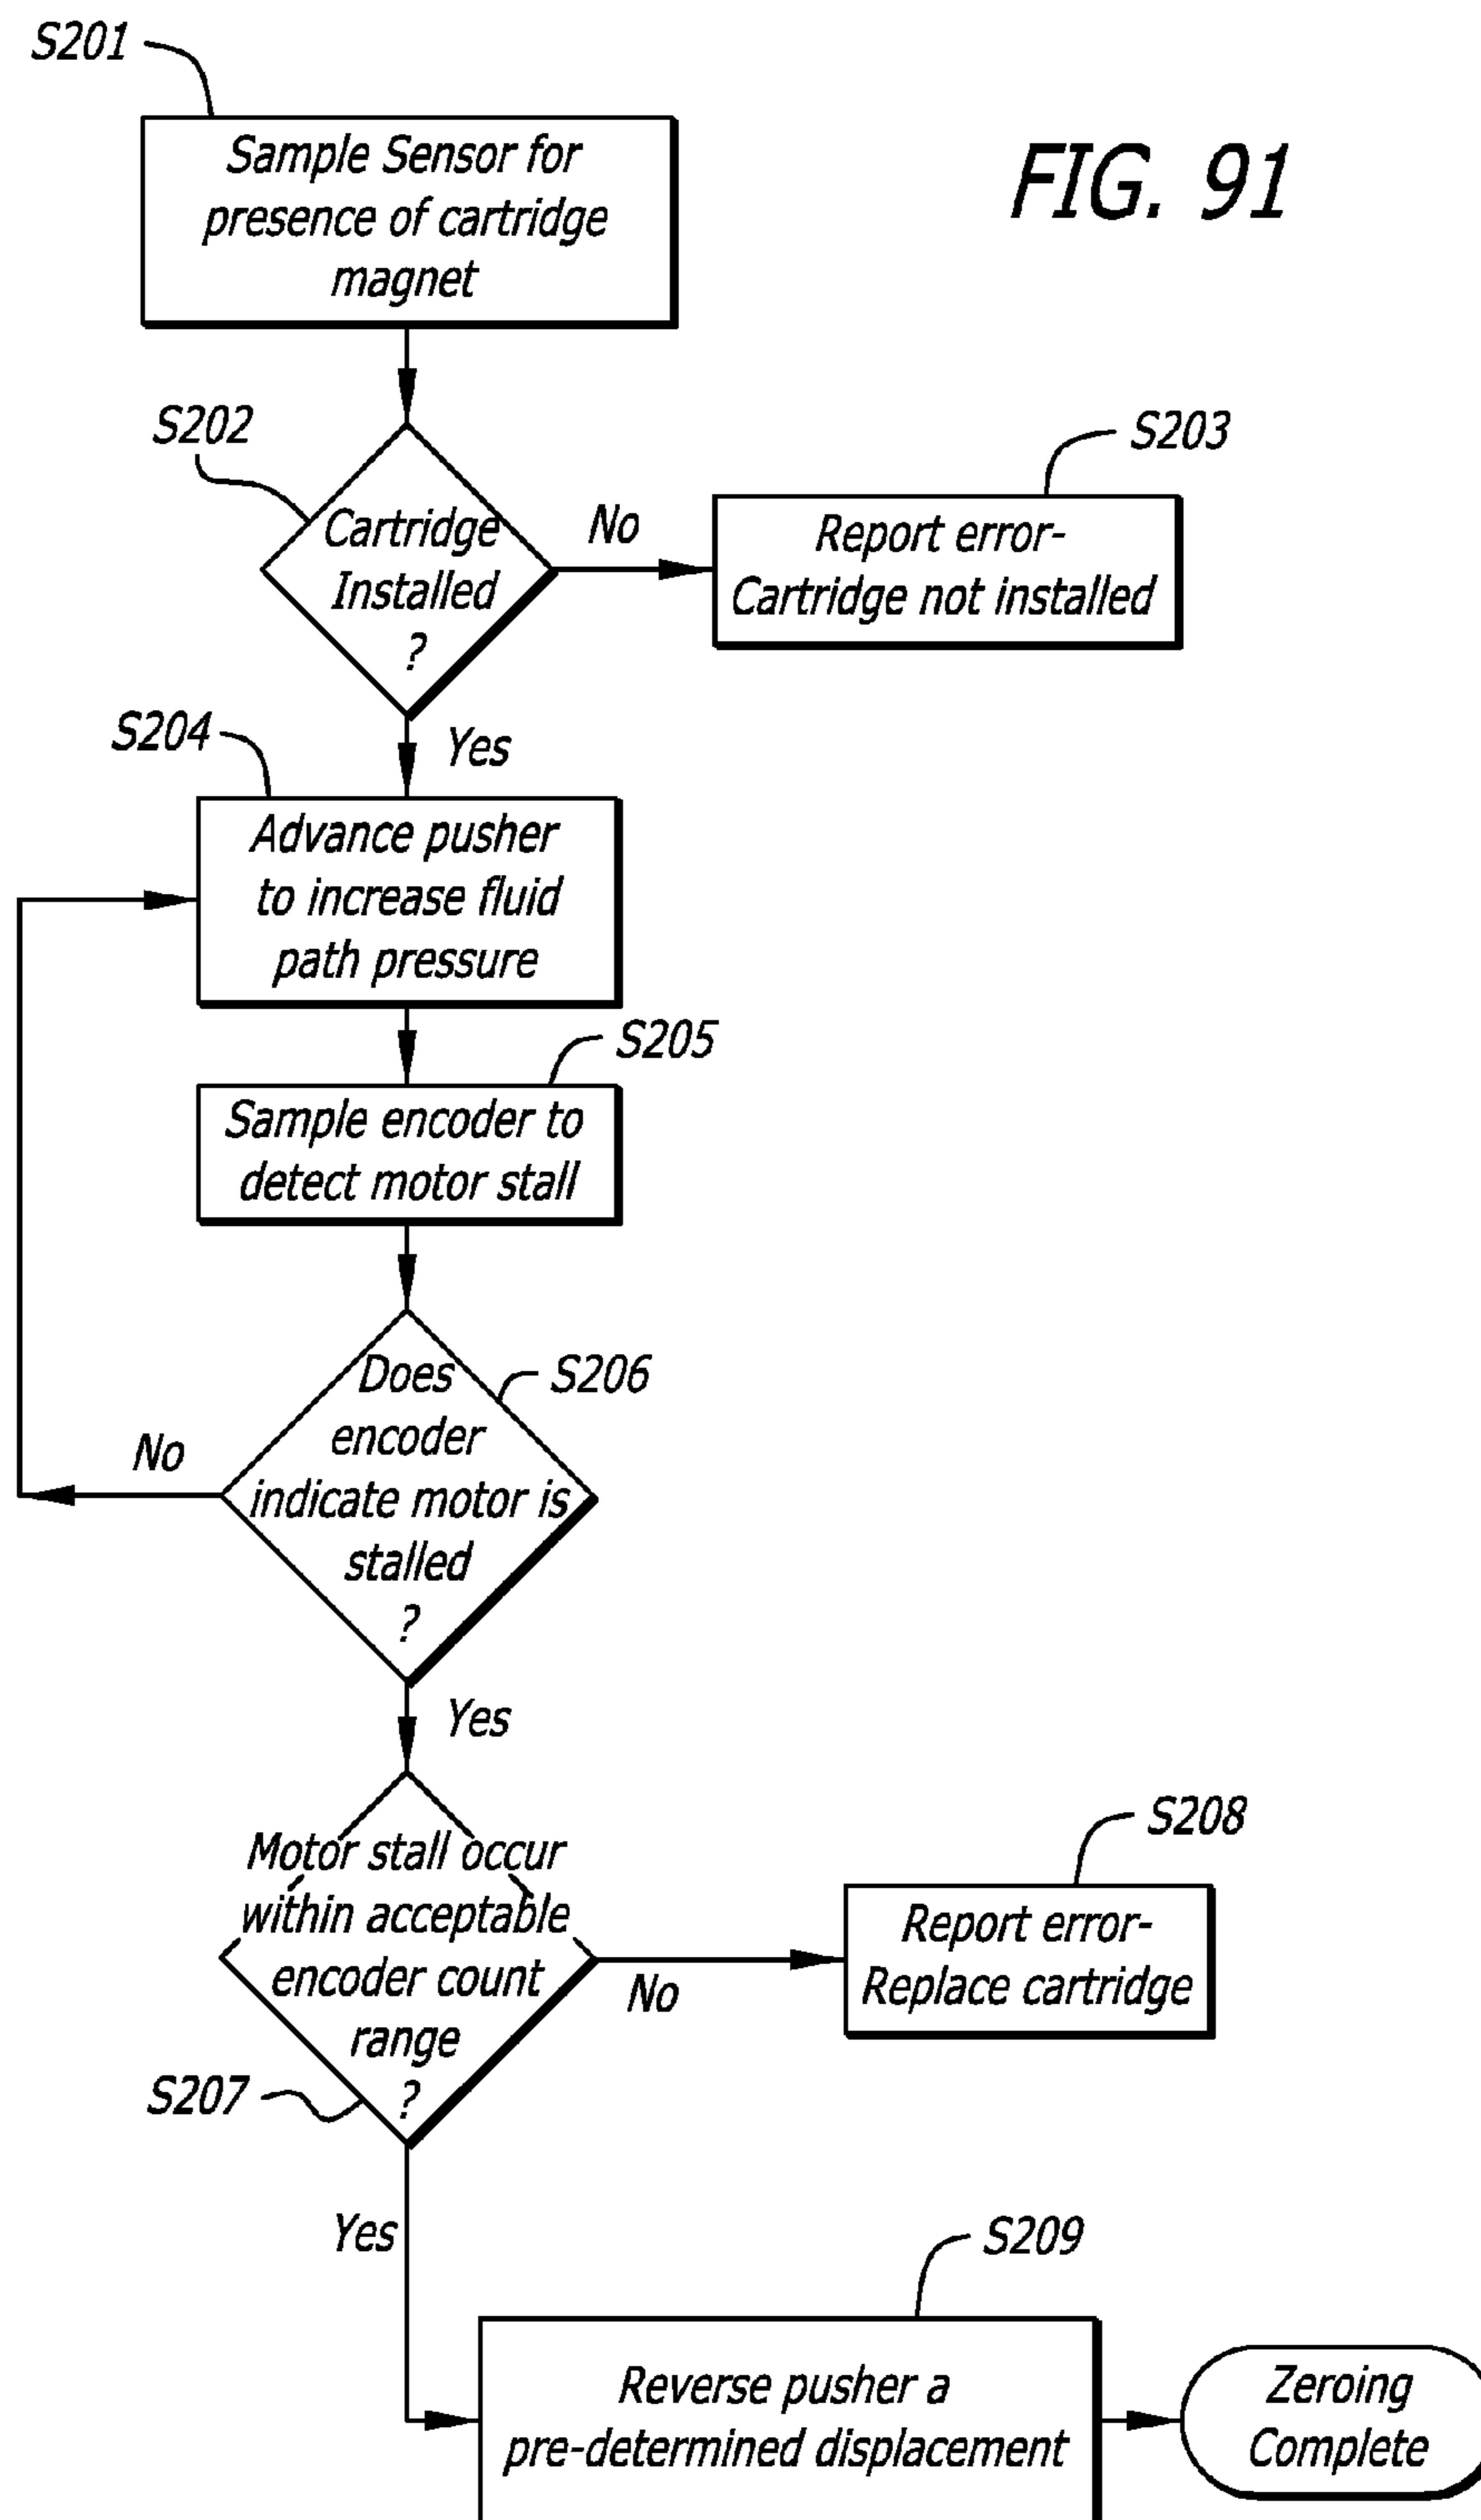 S201
Sample Sensor for
presence of cartridge
magnet
FIG. 91
S202
Cartridge
Installed
?
No
S203
Report error-
Cartridge not installed
Yes
S204
Advance pusher
to increase fluid
path pressure
S205
Sample encoder to
detect motor stall
S206
Does
encoder
indicate motor is
stalled
?
No
Yes
Motor stall occur
within acceptable
encoder count
range
?
S207
No
S208
Report error-
Replace cartridge
Yes
S209
Reverse pusher a
pre-determined displacement
Zeroing
Complete